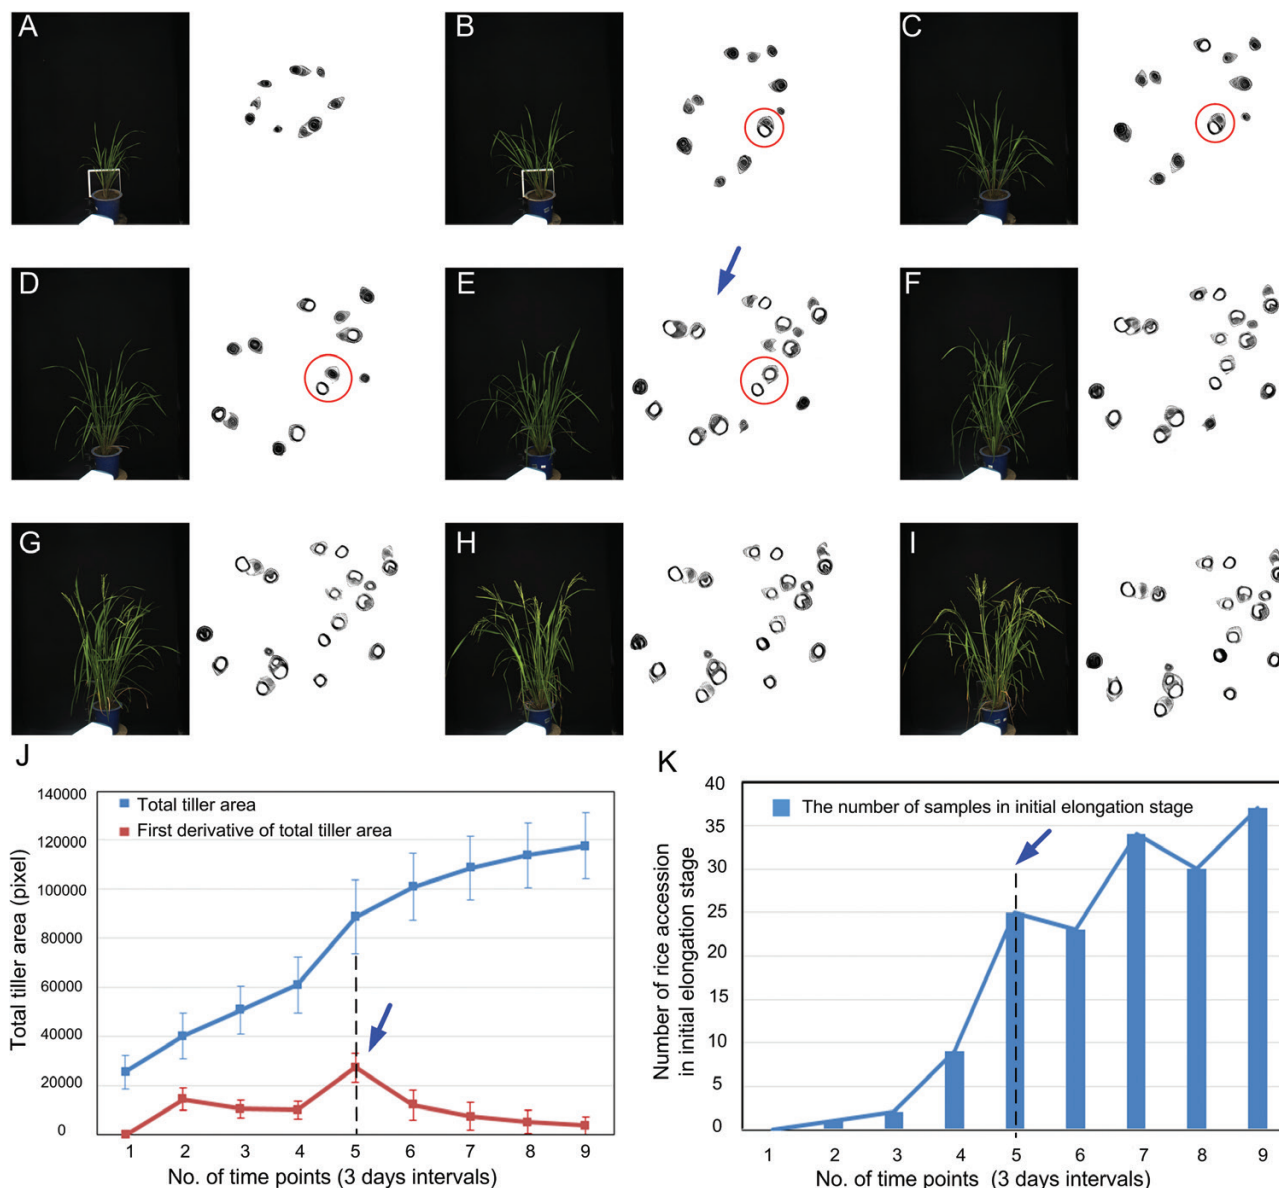 A
B
C
D
E
F
G
H
I
J
140000
120000
100000
80000
60000
40000
20000
0
Total tiller area (pixel)
Total tiller area
First derivative of total tiller area
1 2 3 4 5 6 7 8 9
No. of time points (3 days intervals)
K
40
35
25
30
25
15
10
5
0
Number of rice accession
in initial elongation stage
The number of samples in initial elongation stage
1 2 3 4 5 6 7 8 9
No. of time points (3 days intervals)